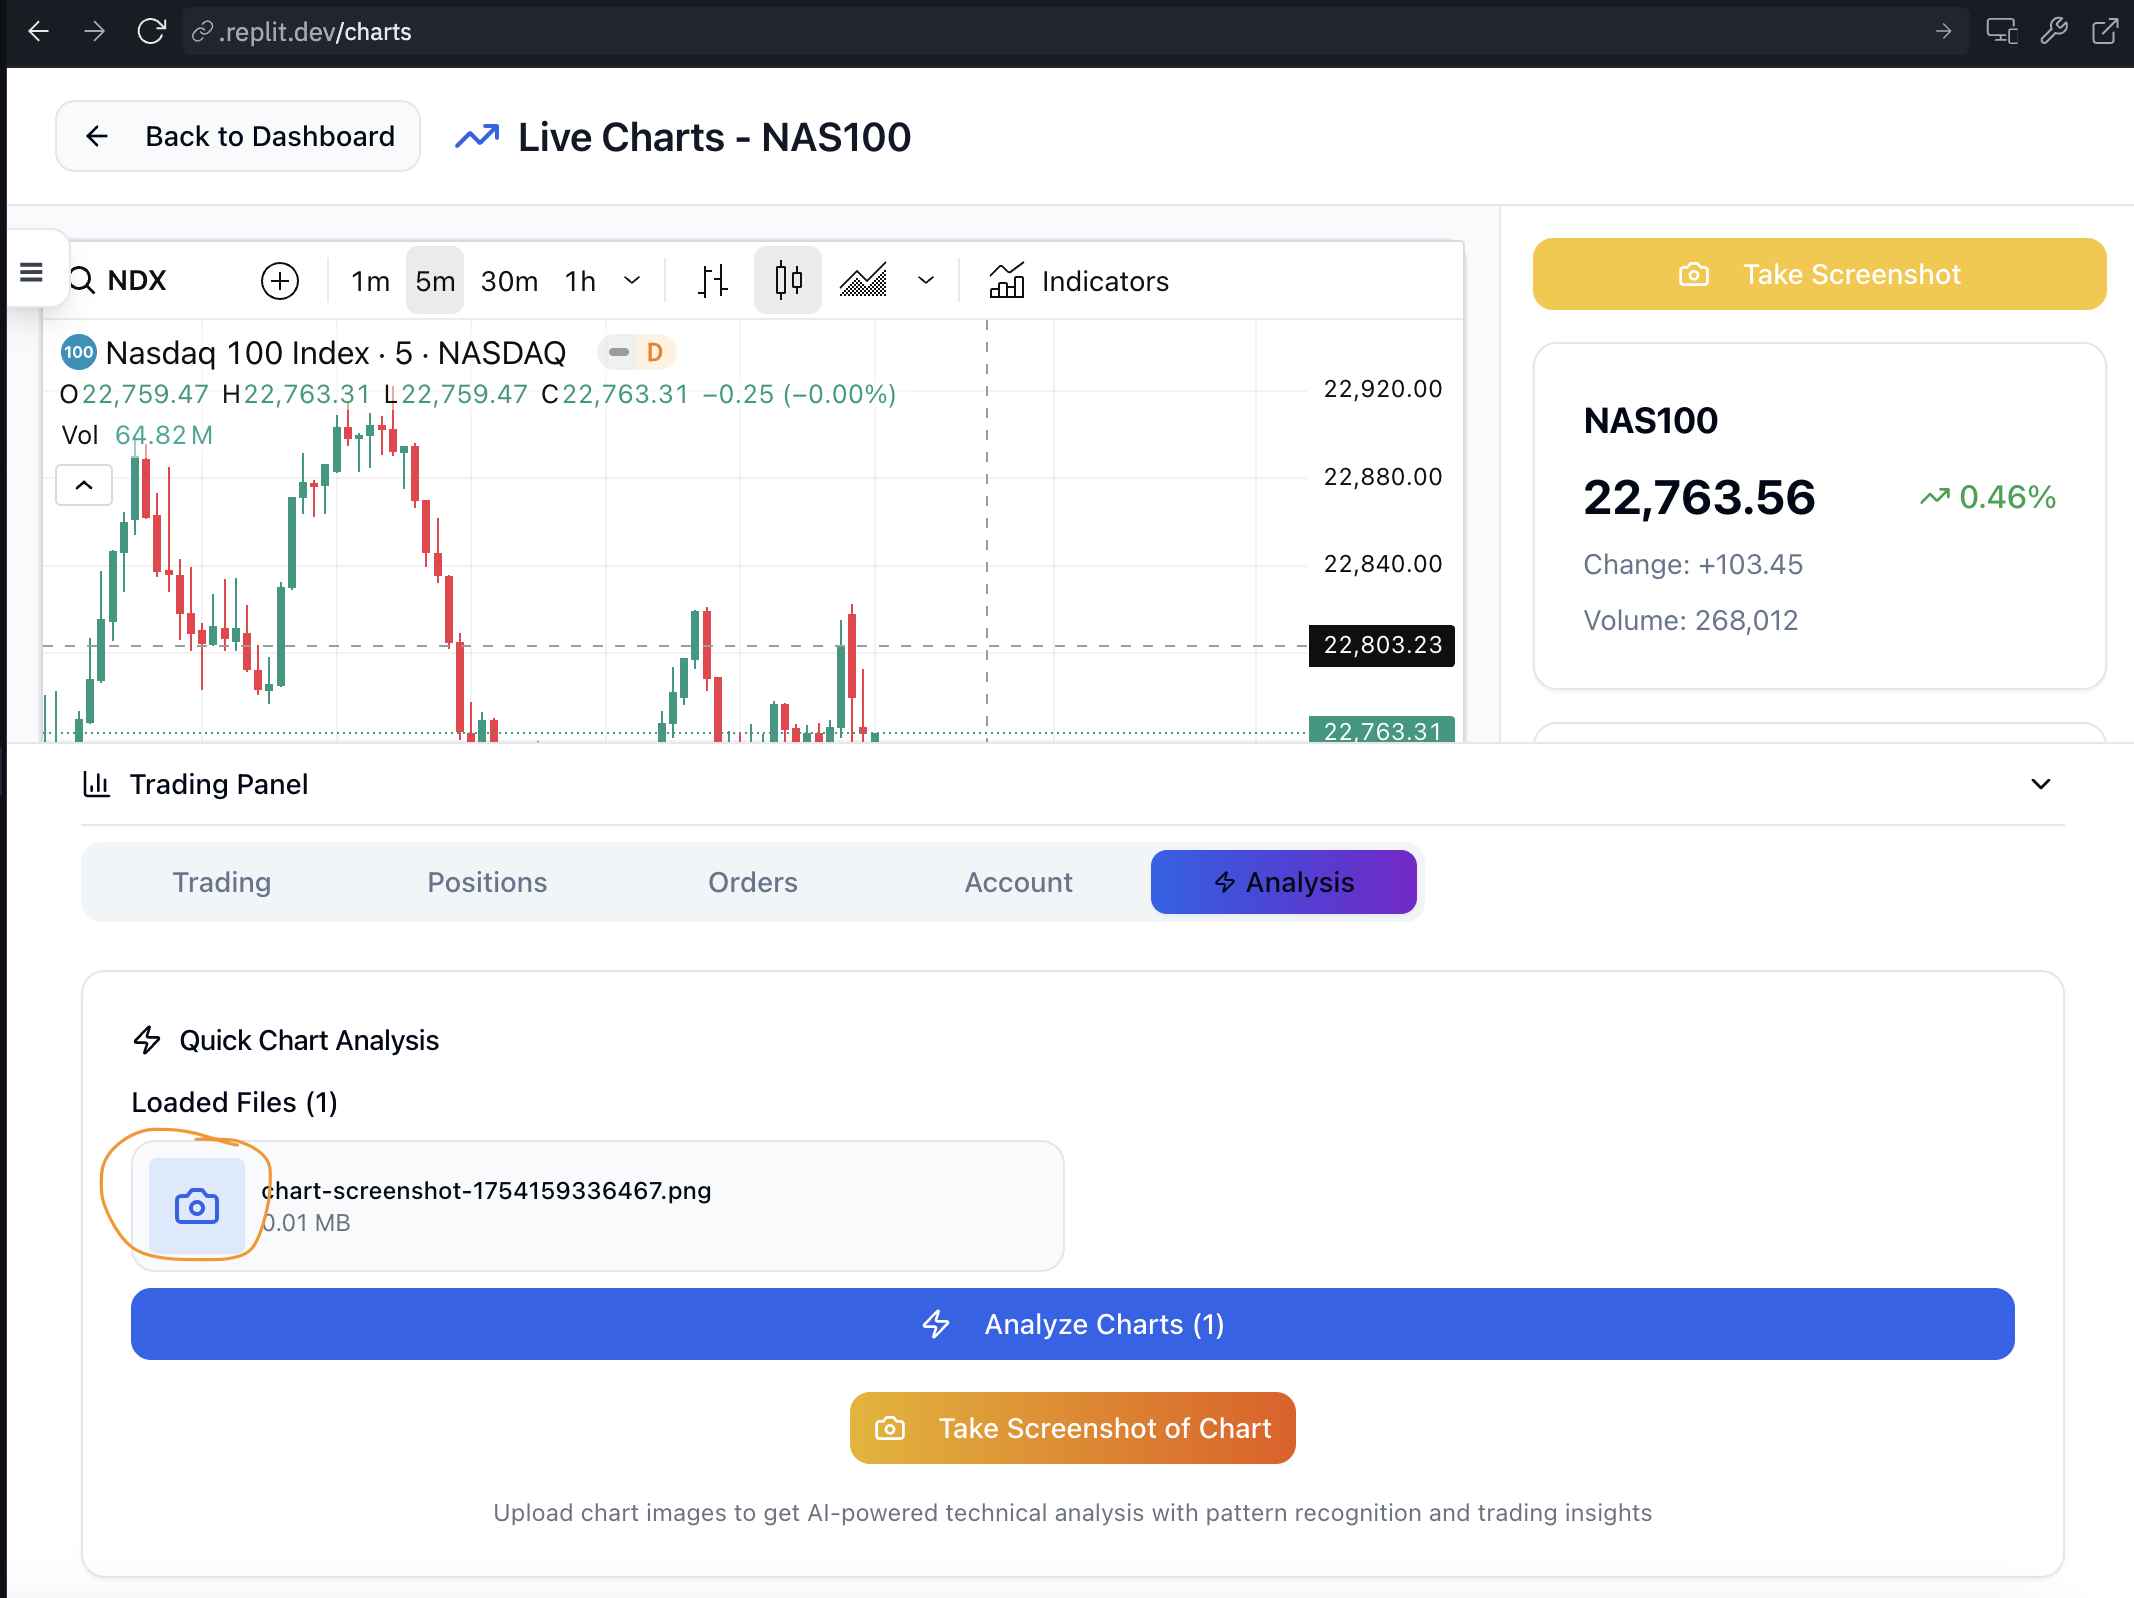 .replit.dev/charts
Back to Dashboard
Live Charts - NAS100
NDX
1m 5m 30m 1h
Indicators
Take Screenshot
100 Nasdaq 100 Index · 5 · NASDAQ D
O22,759.47 H22,763.31 L22,759.47 C22,763.31 −0.25 (−0.00%)
Vol 64.82M
22,920.00
22,880.00
22,840.00
22,803.23
22,763.31
NAS100
22,763.56 0.46%
Change: +103.45
Volume: 268,012
Trading Panel
Trading Positions Orders Account Analysis
Quick Chart Analysis
Loaded Files (1)
chart-screenshot-1754159336467.png
0.01 MB
Analyze Charts (1)
Take Screenshot of Chart
Upload chart images to get AI-powered technical analysis with pattern recognition and trading insights